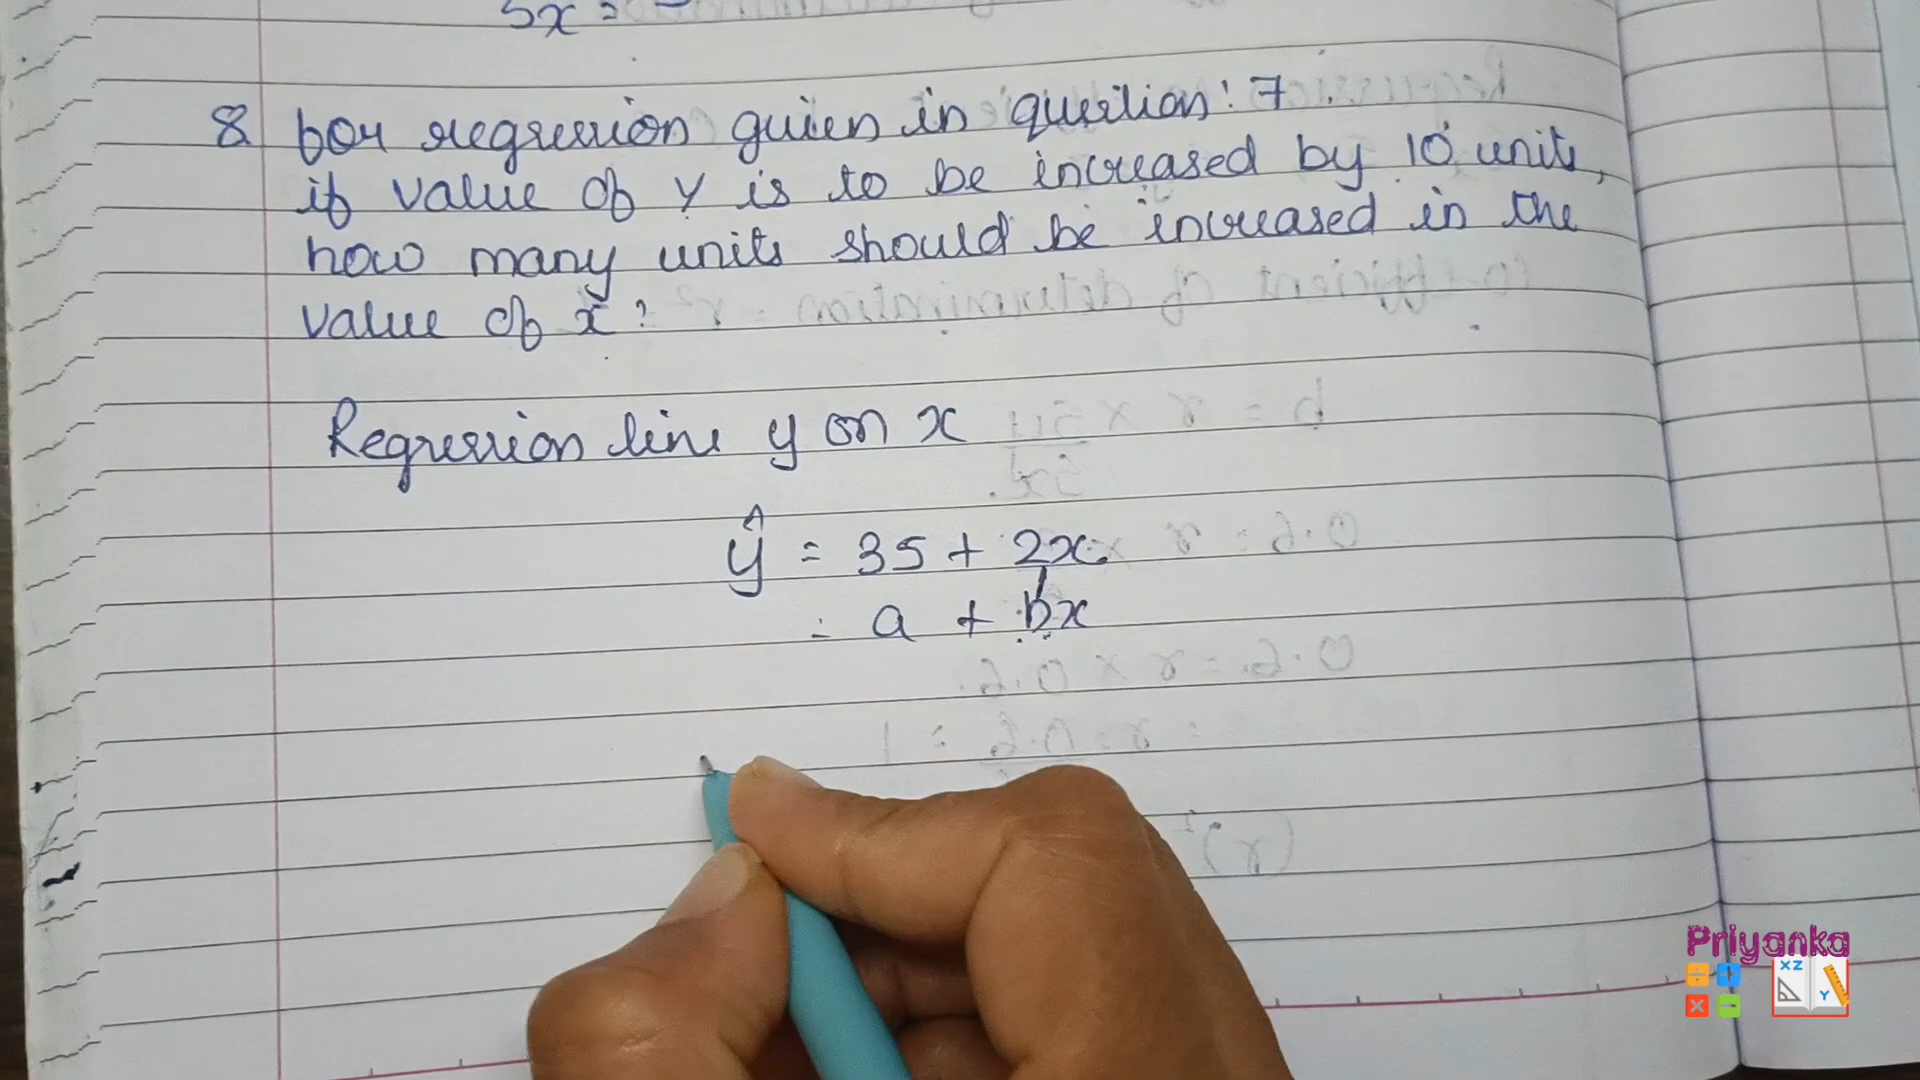 8 for regression given in question: 7.
if value of Y is to be increased by 10 units,
how many units should be increased in the
value of x?
Regression line y on x
ŷ = 35 + 2x
= a + bx
Priyanka
XZ
Y